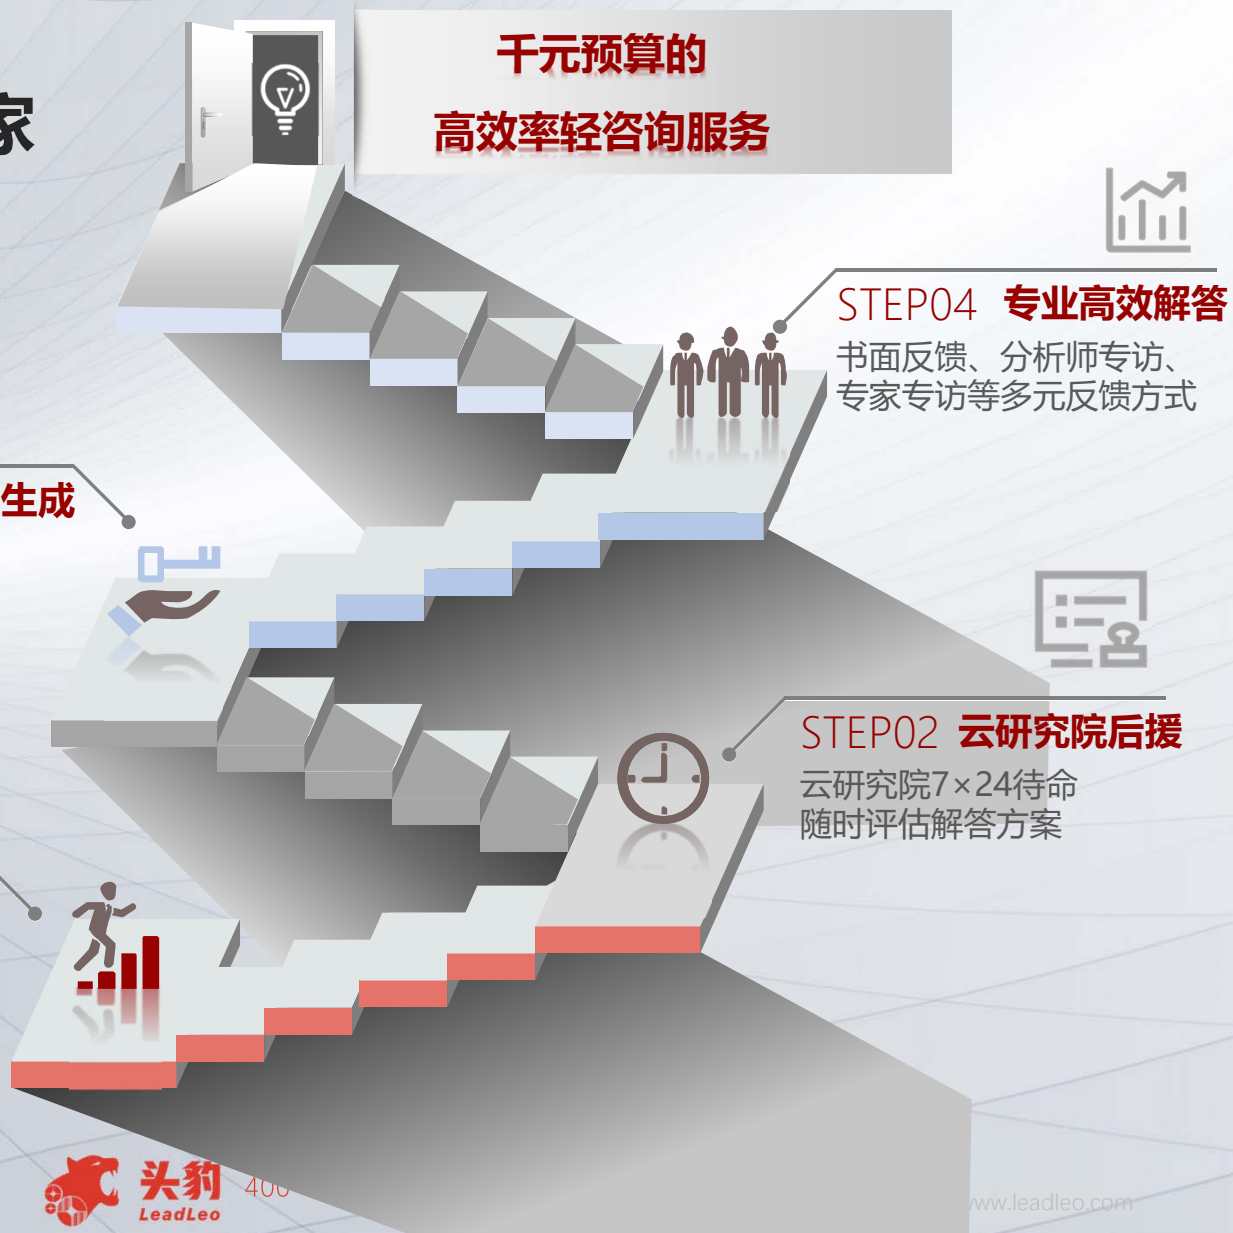 千元预算的
高效率轻咨询服务
家
STEP04 专业高效解答
书面反馈、分析师专访、
专家专访等多元反馈方式
生成
STEP02 云研究院后援
云研究院7×24待命
随时评估解答方案
头豹
LeadLeo
400
www.leadleo.com